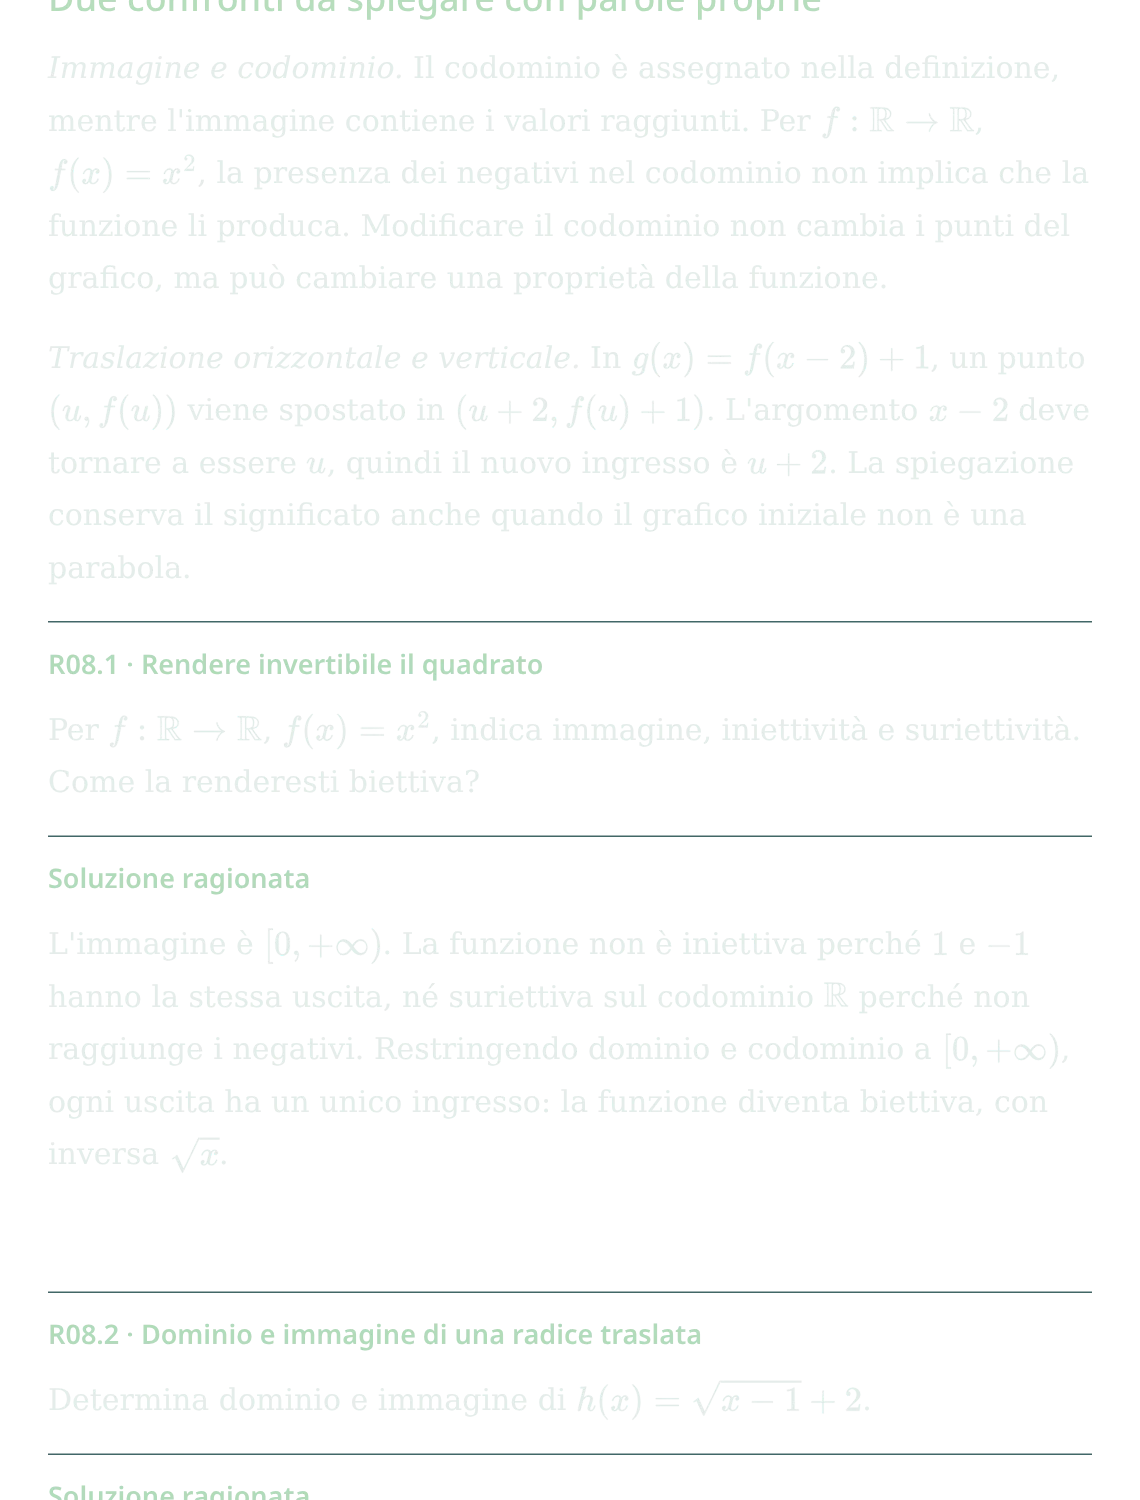 Due confronti da spiegare con parole proprie
Immagine e codominio. Il codominio è assegnato nella definizione,
mentre l'immagine contiene i valori raggiunti. Per f : ℝ → ℝ,
f(x) = x², la presenza dei negativi nel codominio non implica che la
funzione li produca. Modificare il codominio non cambia i punti del
grafico, ma può cambiare una proprietà della funzione.
Traslazione orizzontale e verticale. In g(x) = f(x − 2) + 1, un punto
(u, f(u)) viene spostato in (u + 2, f(u) + 1). L'argomento x − 2 deve
tornare a essere u, quindi il nuovo ingresso è u + 2. La spiegazione
conserva il significato anche quando il grafico iniziale non è una
parabola.
R08.1 · Rendere invertibile il quadrato
Per f : ℝ → ℝ, f(x) = x², indica immagine, iniettività e suriettività.
Come la renderesti biettiva?
Soluzione ragionata
L'immagine è [0, +∞). La funzione non è iniettiva perché 1 e −1
hanno la stessa uscita, né suriettiva sul codominio ℝ perché non
raggiunge i negativi. Restringendo dominio e codominio a [0, +∞),
ogni uscita ha un unico ingresso: la funzione diventa biettiva, con
inversa √x.
R08.2 · Dominio e immagine di una radice traslata
Determina dominio e immagine di h(x) = √(x − 1) + 2.
Soluzione ragionata